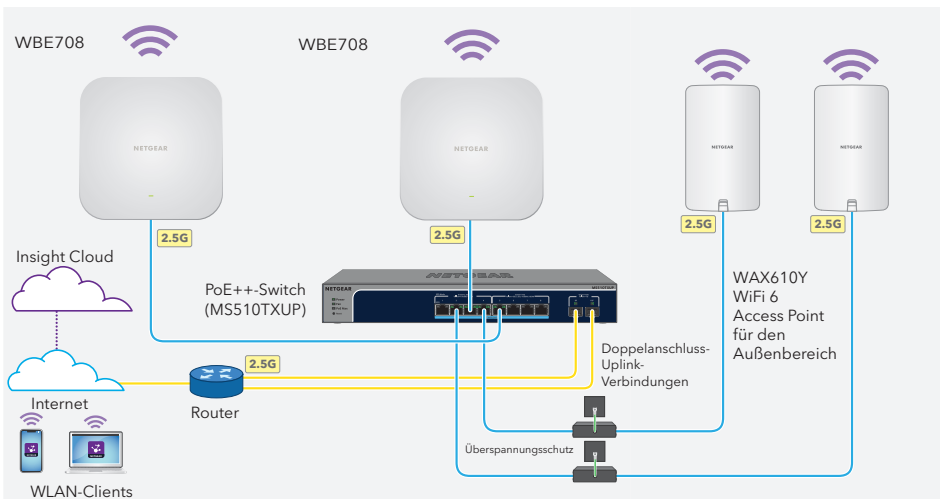 WBE708
WBE708
NETGEAR
NETGEAR
NETGEAR
NETGEAR
2.5G
2.5G
2.5G
2.5G
Insight Cloud
PoE++-Switch
(MS510TXUP)
NETGEAR
NETGEAR
MS510TXUP
WAX610Y
WiFi 6
Access Point
für den
Außenbereich
Doppelanschluss-
Uplink-
Verbindungen
2.5G
Internet
Router
Überspannungsschutz
WLAN-Clients